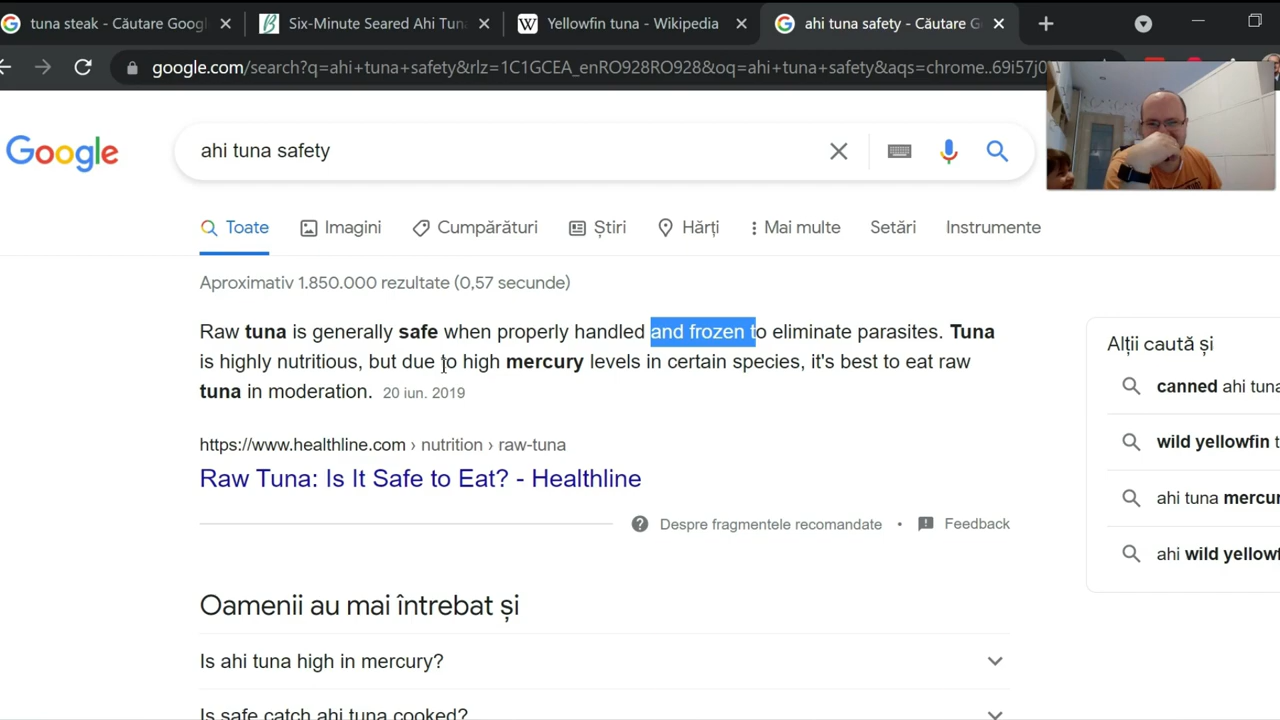 tuna steak - Căutare Googl
Six-Minute Seared Ahi Tuna
Yellowfin tuna - Wikipedia
ahi tuna safety - Căutare G
google.com/search?q=ahi+tuna+safety&rlz=1C1GCEA_enRO928RO928&oq=ahi+tuna+safety&aqs=chrome..69i57j0
Google
ahi tuna safety
Toate
Imagini
Cumpărături
Știri
Hărți
Mai multe
Setări
Instrumente
Aproximativ 1.850.000 rezultate (0,57 secunde)
Raw tuna is generally safe when properly handled and frozen to eliminate parasites. Tuna
is highly nutritious, but due to high mercury levels in certain species, it's best to eat raw
tuna in moderation. 20 iun. 2019
https://www.healthline.com › nutrition › raw-tuna
Raw Tuna: Is It Safe to Eat? - Healthline
Despre fragmentele recomandate • Feedback
Oamenii au mai întrebat și
Is ahi tuna high in mercury?
Is safe catch ahi tuna cooked?
Alții caută și
canned ahi tuna
wild yellowfin t
ahi tuna mercur
ahi wild yellowf